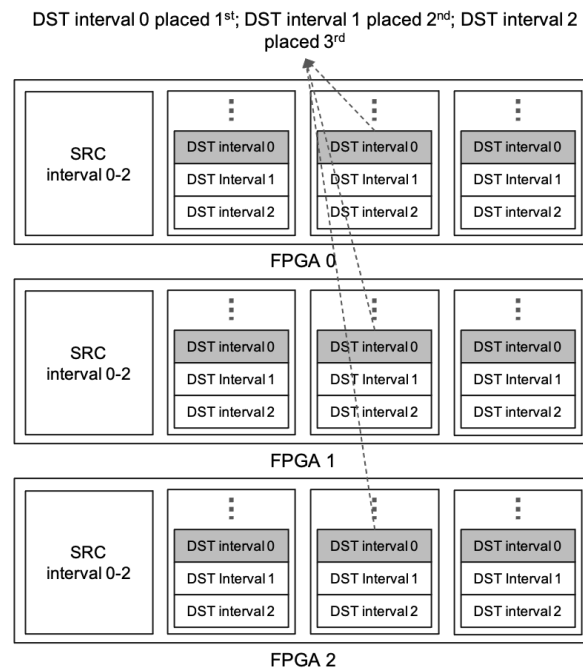 DST interval 0 placed 1st; DST interval 1 placed 2nd; DST interval 2
placed 3rd
SRC
interval 0-2
DST interval 0
DST Interval 1
DST interval 2
DST interval 0
DST Interval 1
DST interval 2
DST interval 0
DST Interval 1
DST interval 2
FPGA 0
SRC
interval 0-2
DST interval 0
DST Interval 1
DST interval 2
DST interval 0
DST Interval 1
DST interval 2
DST interval 0
DST Interval 1
DST interval 2
FPGA 1
SRC
interval 0-2
DST interval 0
DST Interval 1
DST interval 2
DST interval 0
DST Interval 1
DST interval 2
DST interval 0
DST Interval 1
DST interval 2
FPGA 2